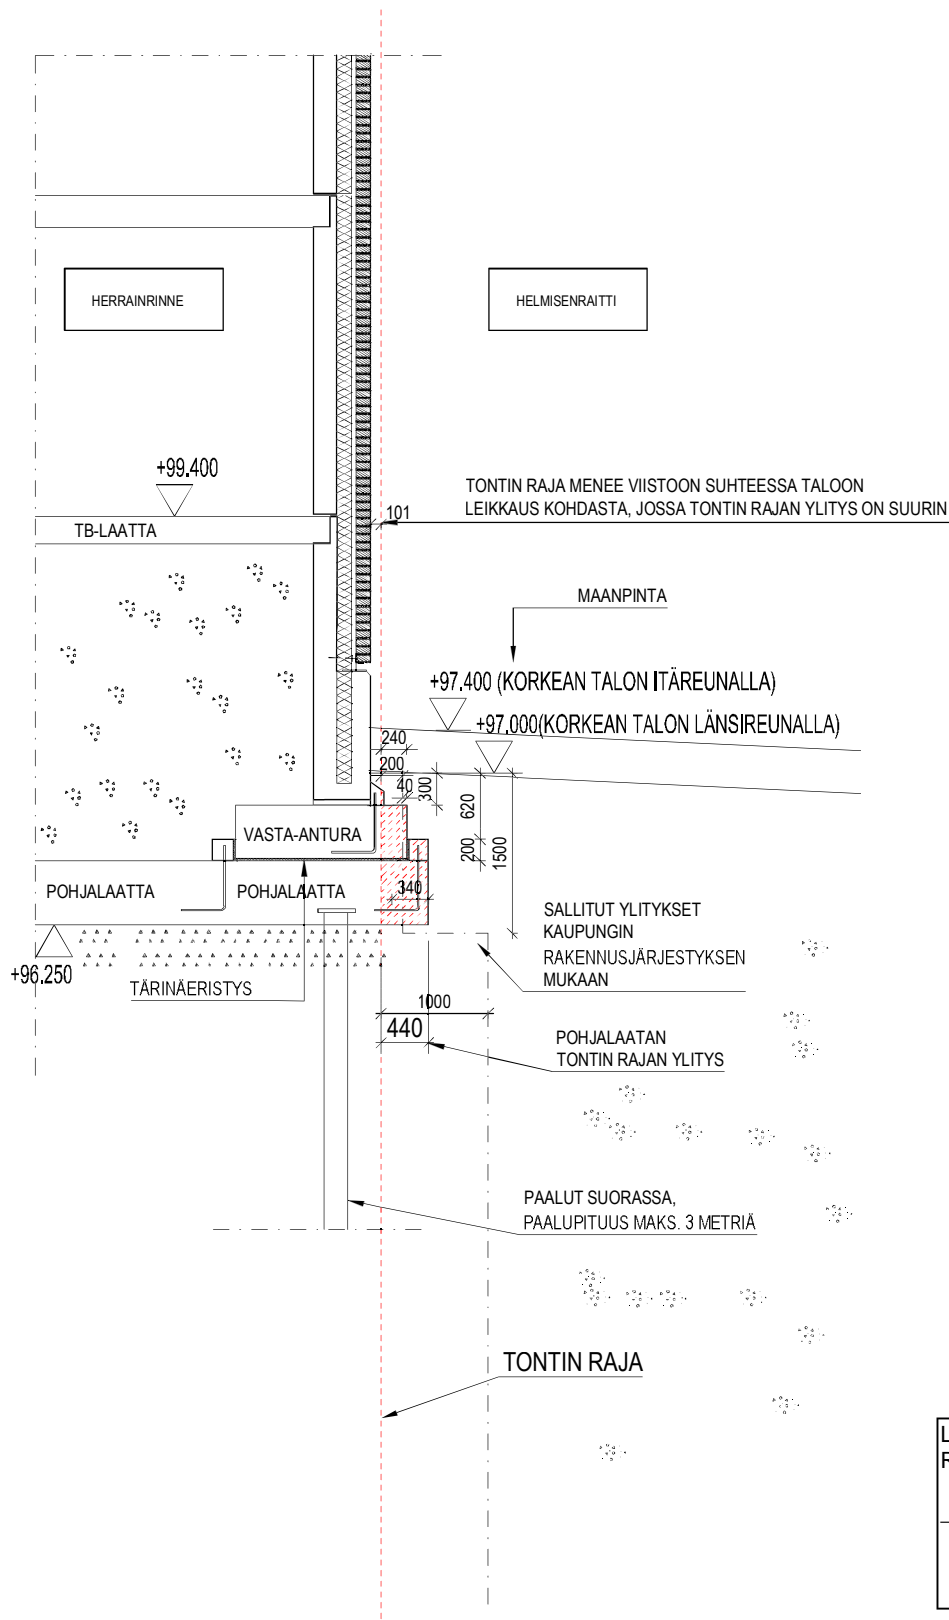 HERRAINRINNE
HELMISENRAITTI
+99.400
TB-LAATTA
101
TONTIN RAJA MENEE VIISTOON SUHTEESSA TALOON
LEIKKAUS KOHDASTA, JOSSA TONTIN RAJAN YLITYS ON SUURIN
MAANPINTA
+97.400 (KORKEAN TALON ITÄREUNALLA)
+97.000(KORKEAN TALON LÄNSIREUNALLA)
240
200
40
300
620
200
1500
VASTA-ANTURA
POHJALAATTA
POHJALAATTA
340
+96.250
TÄRINÄERISTYS
SALLITUT YLITYKSET
KAUPUNGIN
RAKENNUSJÄRJESTYKSEN
MUKAAN
1000
440
POHJALAATAN
TONTIN RAJAN YLITYS
PAALUT SUORASSA,
PAALUPITUUS MAKS. 3 METRIÄ
TONTIN RAJA
L
R